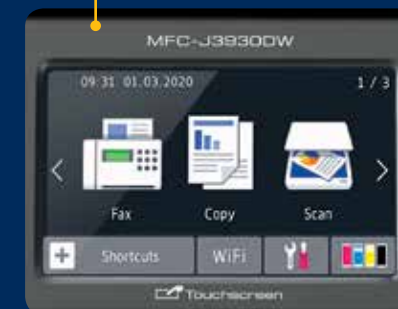 MFC-J3930DW
09:31 01.03.2020 1/3
Fax Copy Scan
Shortcuts WiFi
Touchscreen